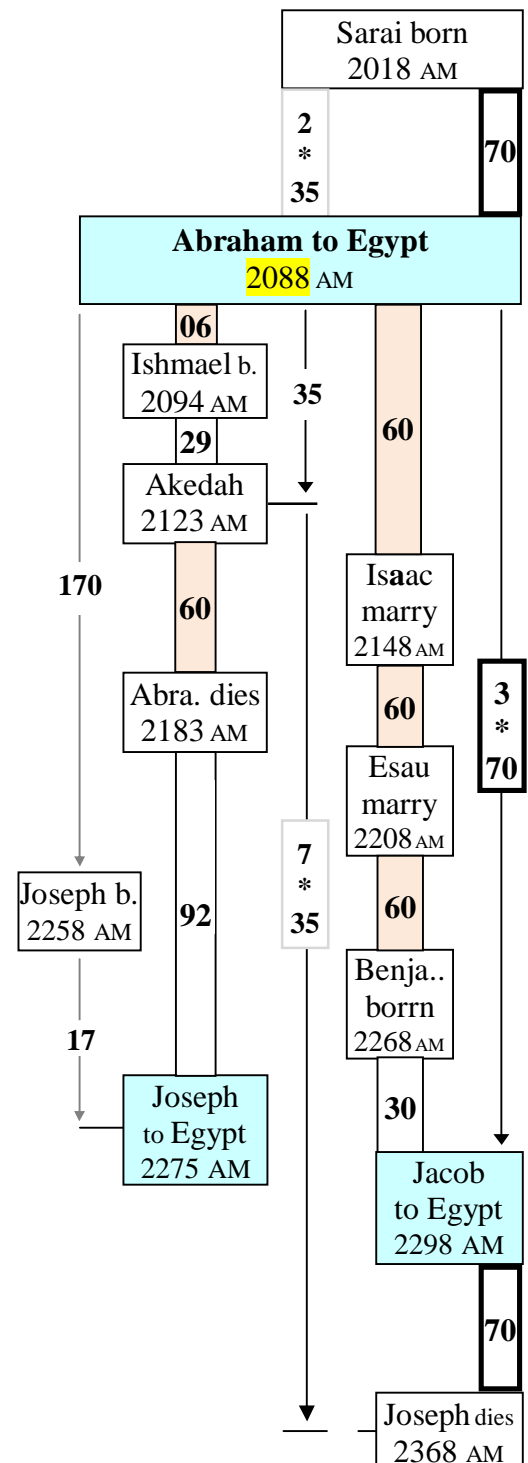 Sarai born
2018 AM
2
*
35
70
Abraham to Egypt
2088 AM
06
Ishmael b.
2094 AM
29
Akedah
2123 AM
35
60
170
60
Isaac
marry
2148 AM
Abra. dies
2183 AM
60
3
*
70
Esau
marry
2208 AM
7
*
35
Joseph b.
2258 AM
92
60
Benja..
borrn
2268 AM
17
30
Joseph
to Egypt
2275 AM
Jacob
to Egypt
2298 AM
70
Joseph dies
2368 AM